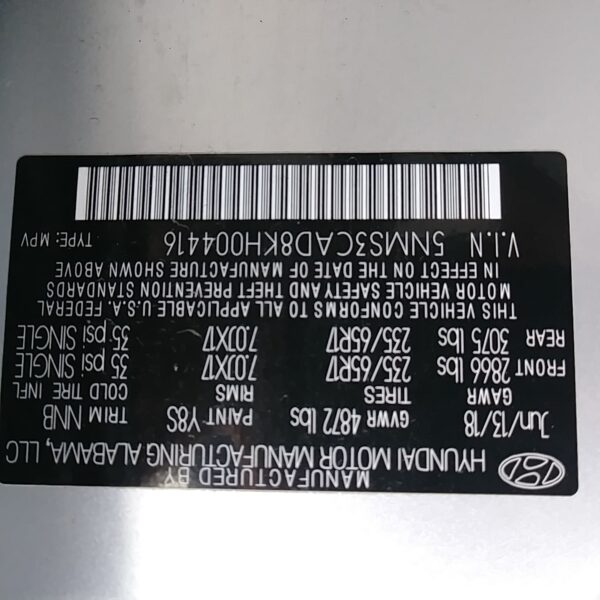 MANUFACTURED BY
HYUNDAI MOTOR MANUFACTURING ALABAMA, LLC
Jun/13/18 GVWR 4872 lbs PAINT Y8S TRIM NNB
GAWR TIRES RIMS COLD TIRE INFL
FRONT 2866 lbs 235/65R17 7.0JX17 35 psi SINGLE
REAR 3075 lbs 235/65R17 7.0JX17 35 psi SINGLE
THIS VEHICLE CONFORMS TO ALL APPLICABLE U.S.A. FEDERAL
MOTOR VEHICLE SAFETY AND THEFT PREVENTION STANDARDS
IN EFFECT ON THE DATE OF MANUFACTURE SHOWN ABOVE
V.I.N 5NMS3CAD8KH004416 TYPE: MPV